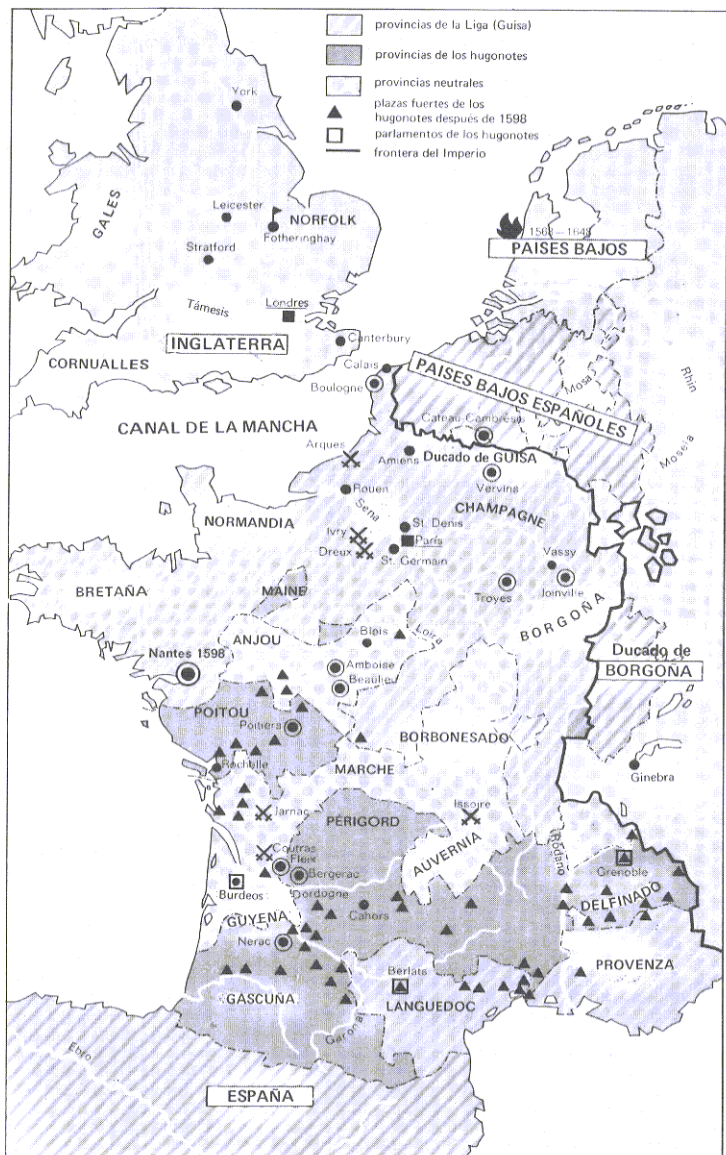 provincias de la Liga (Guisa)
provincias de los hugonotes
provincias neutrales
plazas fuertes de los
hugonotes después de 1598
parlamentos de los hugonotes
frontera del Imperio
York
GALES
Leicester
NORFOLK
Fotheringhay
Stratford
1568—1648
PAISES BAJOS
Támesis
Londres
INGLATERRA
Canterbury
CORNUALLES
Calais
Boulogne
PAISES BAJOS ESPAÑOLES
Mosa
Rhin
Mosela
CANAL DE LA MANCHA
Cateau-Cambrésis
Arques
Amiens
Ducado de GUISA
Vervins
Rouen
Sena
CHAMPAGNE
NORMANDIA
St. Denis
Ivry
París
Dreux
St. Germain
Vassy
Joinville
Troyes
BRETAÑA
MAINE
BORGOÑA
ANJOU
Blois
Loira
Nantes 1598
Amboise
Beaulieu
Ducado de
BORGOÑA
POITOU
Poitiers
BORBONESADO
Rochelle
MARCHE
Ginebra
Jarnac
PÉRIGORD
Issoire
Coutras
AUVERNIA
Fleix
Ródano
Bergerac
Grenoble
Burdeos
Dordogne
Cahors
DELFINADO
GUYENA
Nerac
PROVENZA
Berlats
GASCUÑA
LANGUEDOC
Garona
Ebro
ESPAÑA